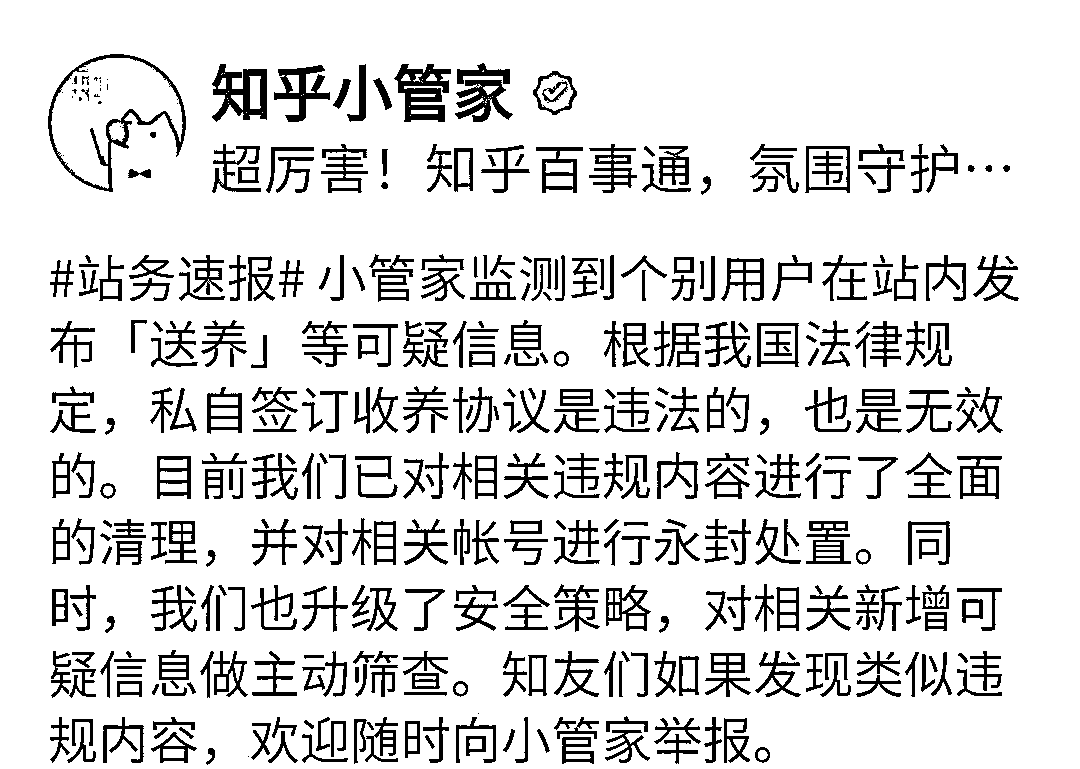 知乎小管家
超厉害！知乎百事通，氛围守护…
#站务速报# 小管家监测到个别用户在站内发
布「送养」等可疑信息。根据我国法律规
定，私自签订收养协议是违法的，也是无效
的。目前我们已对相关违规内容进行了全面
的清理，并对相关帐号进行永封处置。同
时，我们也升级了安全策略，对相关新增可
疑信息做主动筛查。知友们如果发现类似违
规内容，欢迎随时向小管家举报。